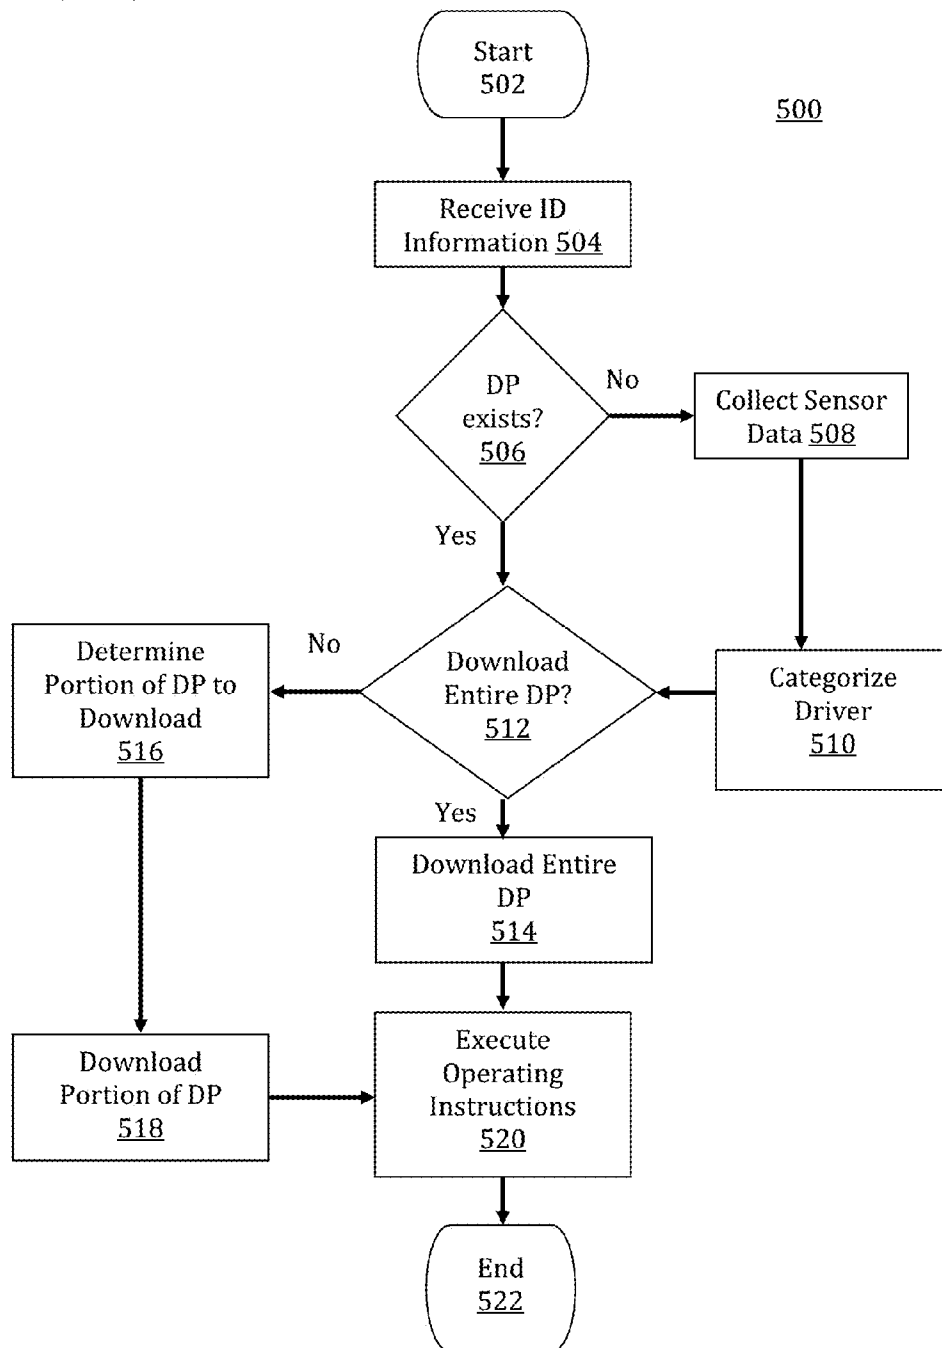 Start
502
500
Receive ID
Information 504
DP
exists?
506
No
Collect Sensor
Data 508
Yes
Determine
Portion of DP to
Download
516
No
Download
Entire DP?
512
Categorize
Driver
510
Yes
Download Entire
DP
514
Download
Portion of DP
518
Execute
Operating
Instructions
520
End
522